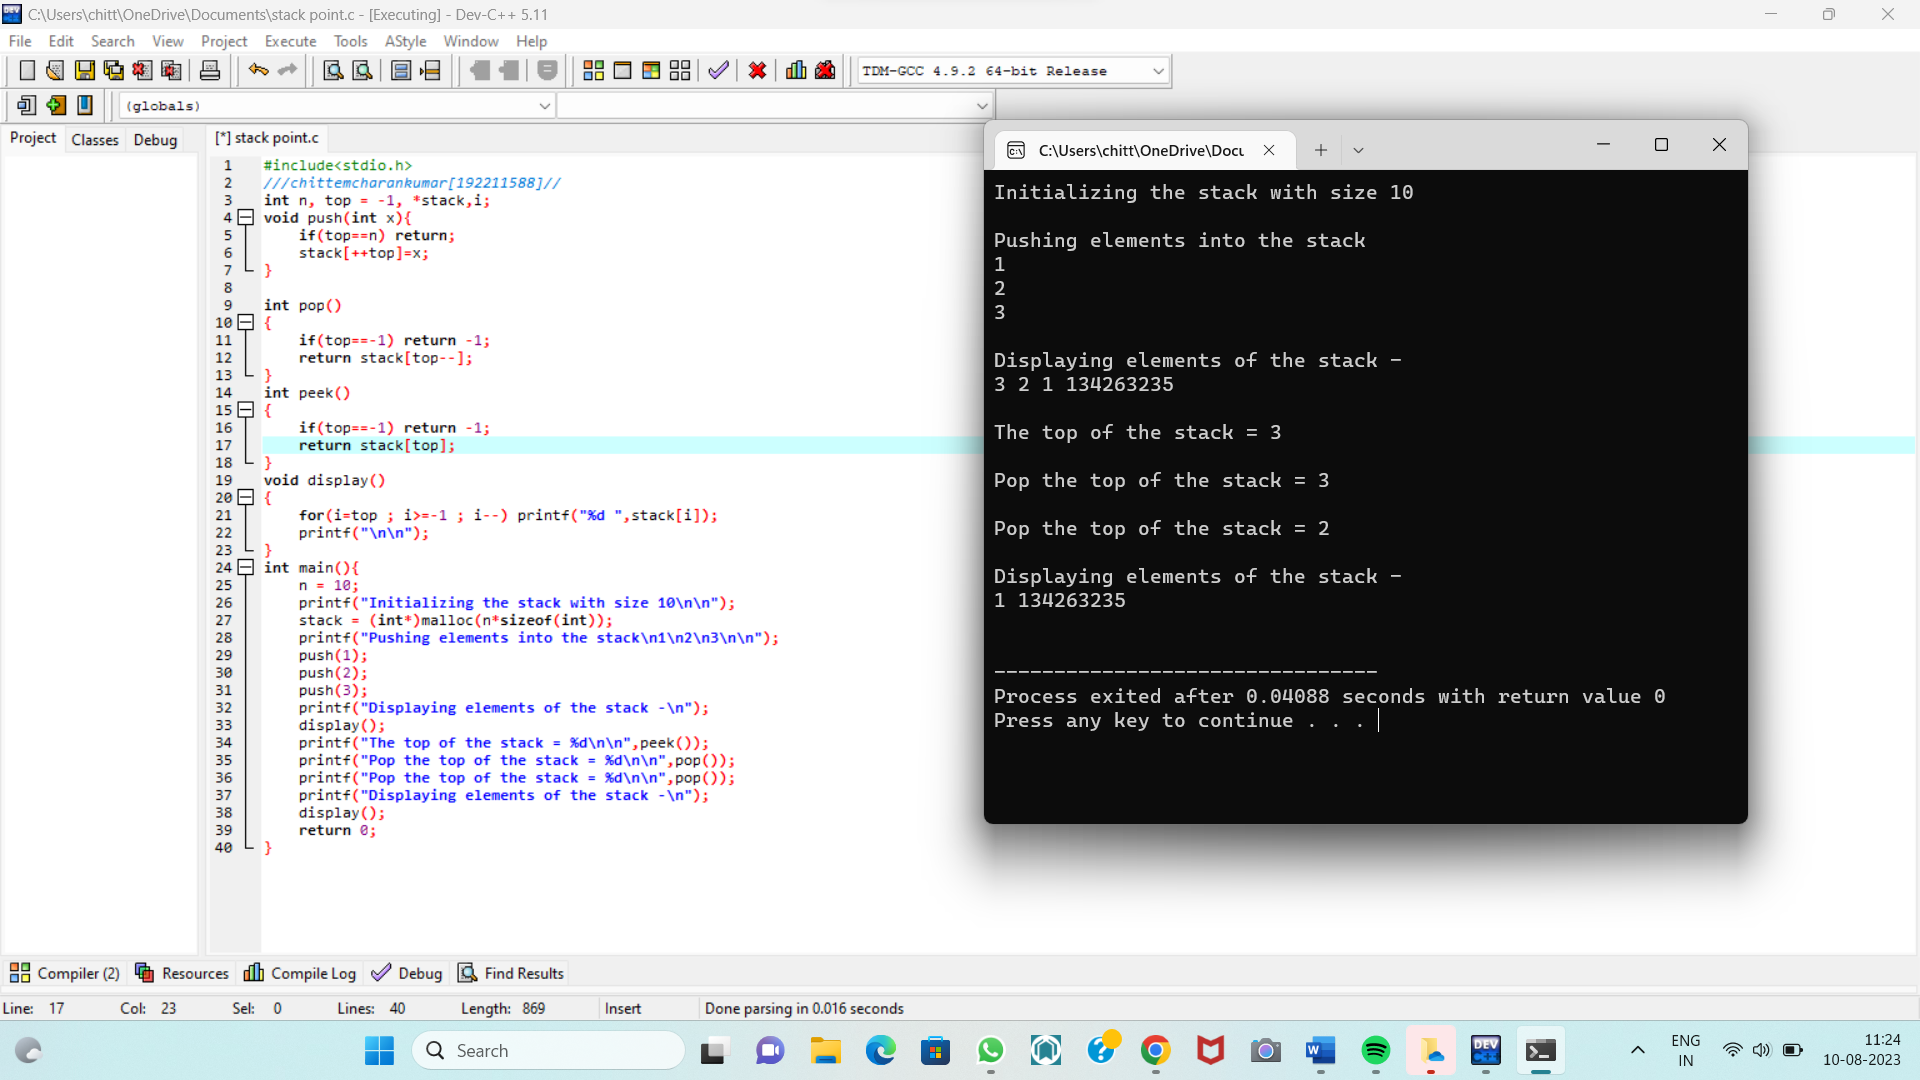 C:\Users\chitt\OneDrive\Documents\stack point.c - [Executing] - Dev-C++ 5.11
File Edit Search View Project Execute Tools AStyle Window Help
TDM-GCC 4.9.2 64-bit Release
(globals)
Project Classes Debug
[*] stack point.c
1 #include<stdio.h>
2 ///chittemcharankumar[192211588]//
3 int n, top = -1, *stack,i;
4 void push(int x){
5 if(top==n) return;
6 stack[++top]=x;
7 }
8
9 int pop()
10 {
11 if(top==-1) return -1;
12 return stack[top--];
13 }
14 int peek()
15 {
16 if(top==-1) return -1;
17 return stack[top];
18 }
19 void display()
20 {
21 for(i=top ; i>=-1 ; i--) printf("%d ",stack[i]);
22 printf("\n\n");
23 }
24 int main(){
25 n = 10;
26 printf("Initializing the stack with size 10\n\n");
27 stack = (int*)malloc(n*sizeof(int));
28 printf("Pushing elements into the stack\n1\n2\n3\n\n");
29 push(1);
30 push(2);
31 push(3);
32 printf("Displaying elements of the stack -\n");
33 display();
34 printf("The top of the stack = %d\n\n",peek());
35 printf("Pop the top of the stack = %d\n\n",pop());
36 printf("Pop the top of the stack = %d\n\n",pop());
37 printf("Displaying elements of the stack -\n");
38 display();
39 return 0;
40 }
C:\Users\chitt\OneDrive\Docu
Initializing the stack with size 10
Pushing elements into the stack
1
2
3
Displaying elements of the stack -
3 2 1 134263235
The top of the stack = 3
Pop the top of the stack = 3
Pop the top of the stack = 2
Displaying elements of the stack -
1 134263235
--------------------------------
Process exited after 0.04088 seconds with return value 0
Press any key to continue . . .
Compiler (2) Resources Compile Log Debug Find Results
Line: 17 Col: 23 Sel: 0 Lines: 40 Length: 869 Insert Done parsing in 0.016 seconds
Search
DEV
ENG
IN
11:24
10-08-2023